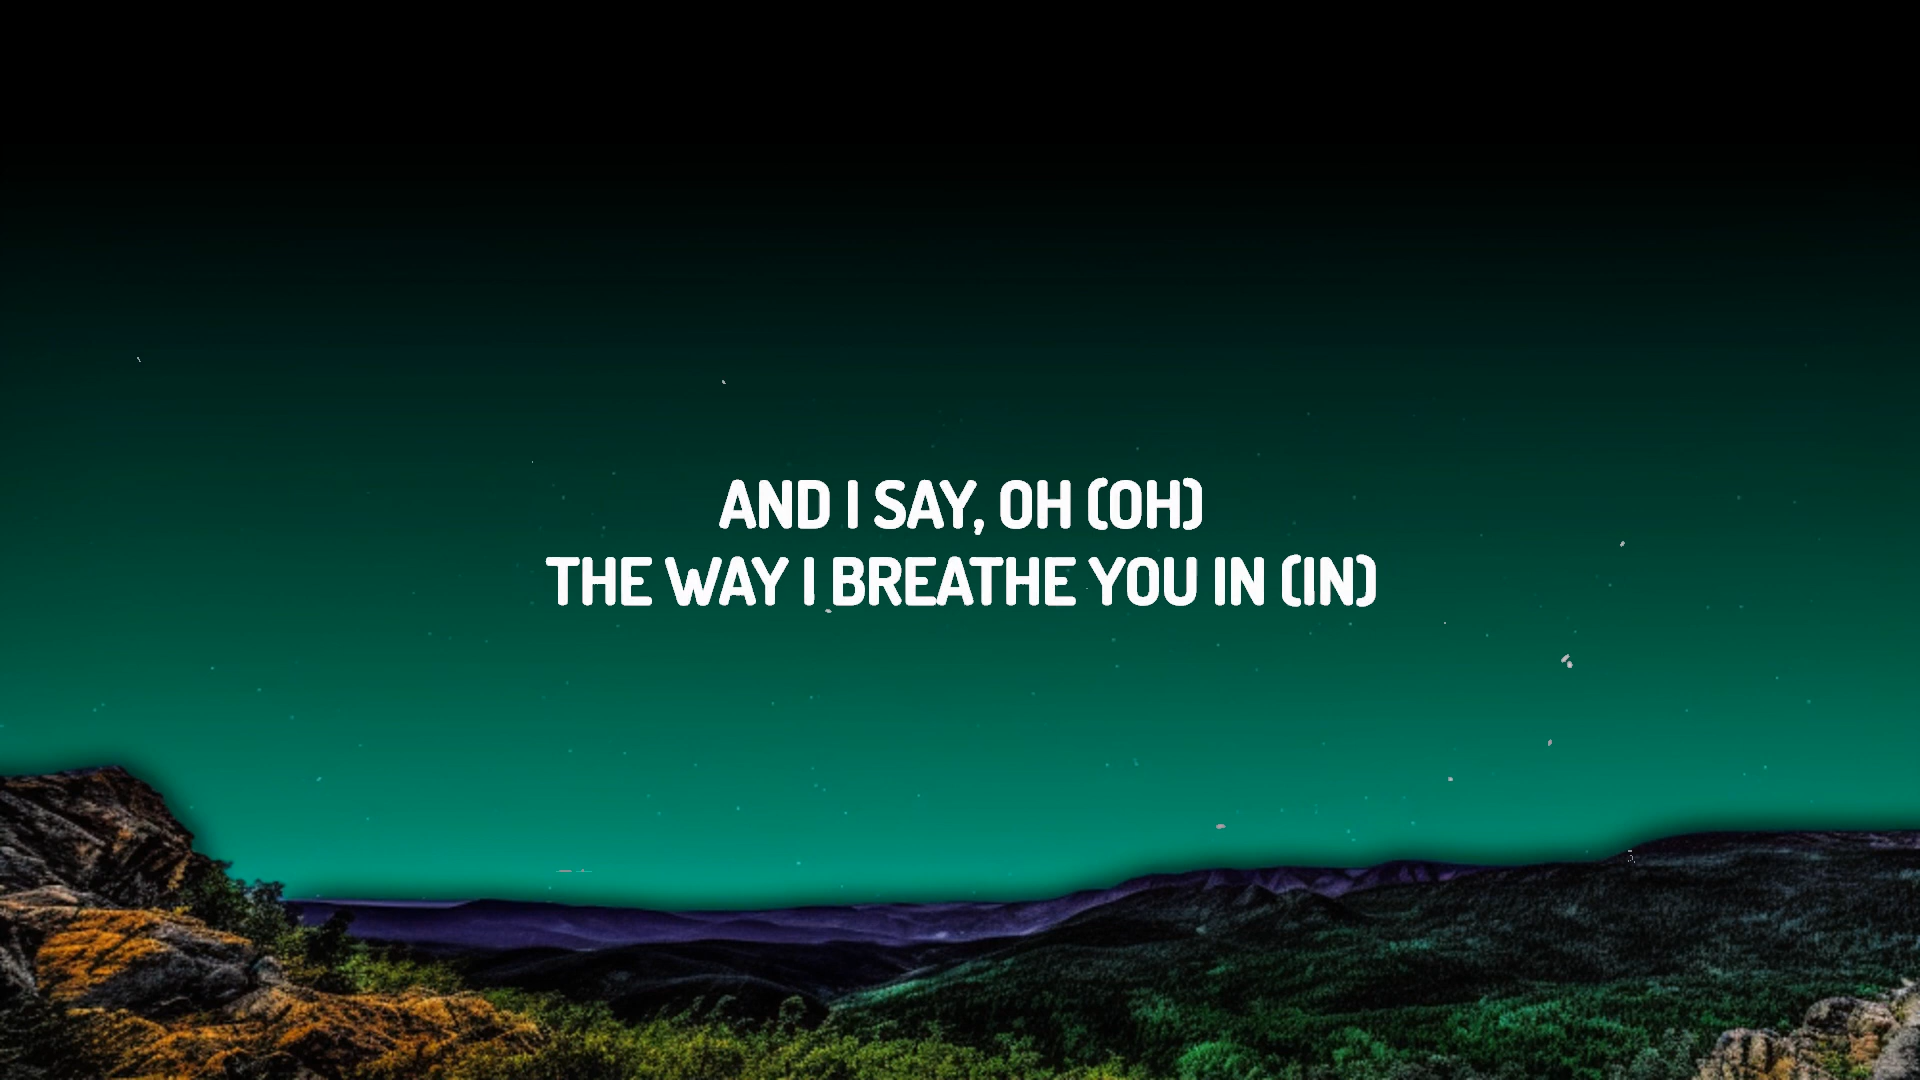 AND I SAY, OH (OH)
THE WAY I BREATHE YOU IN (IN)